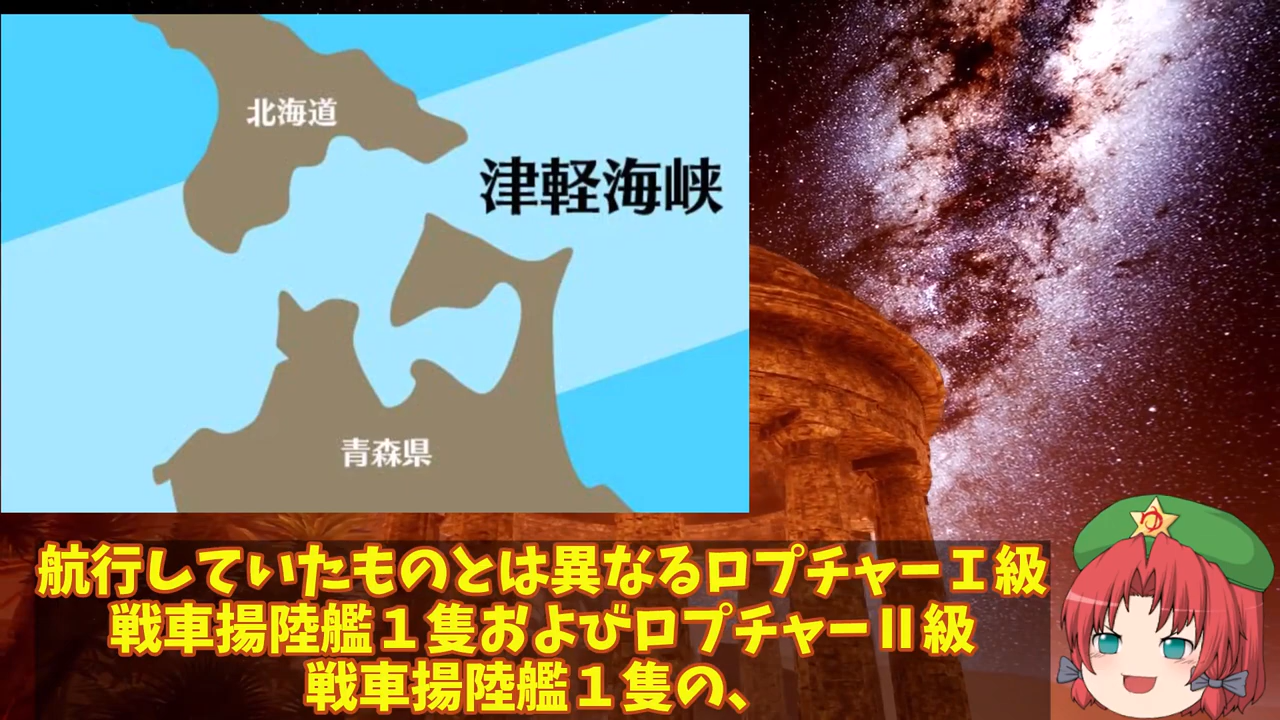 北海道
津軽海峡
青森県
航行していたものとは異なるロプチャーＩ級
戦車揚陸艦１隻およびロプチャーⅡ級
戦車揚陸艦１隻の、